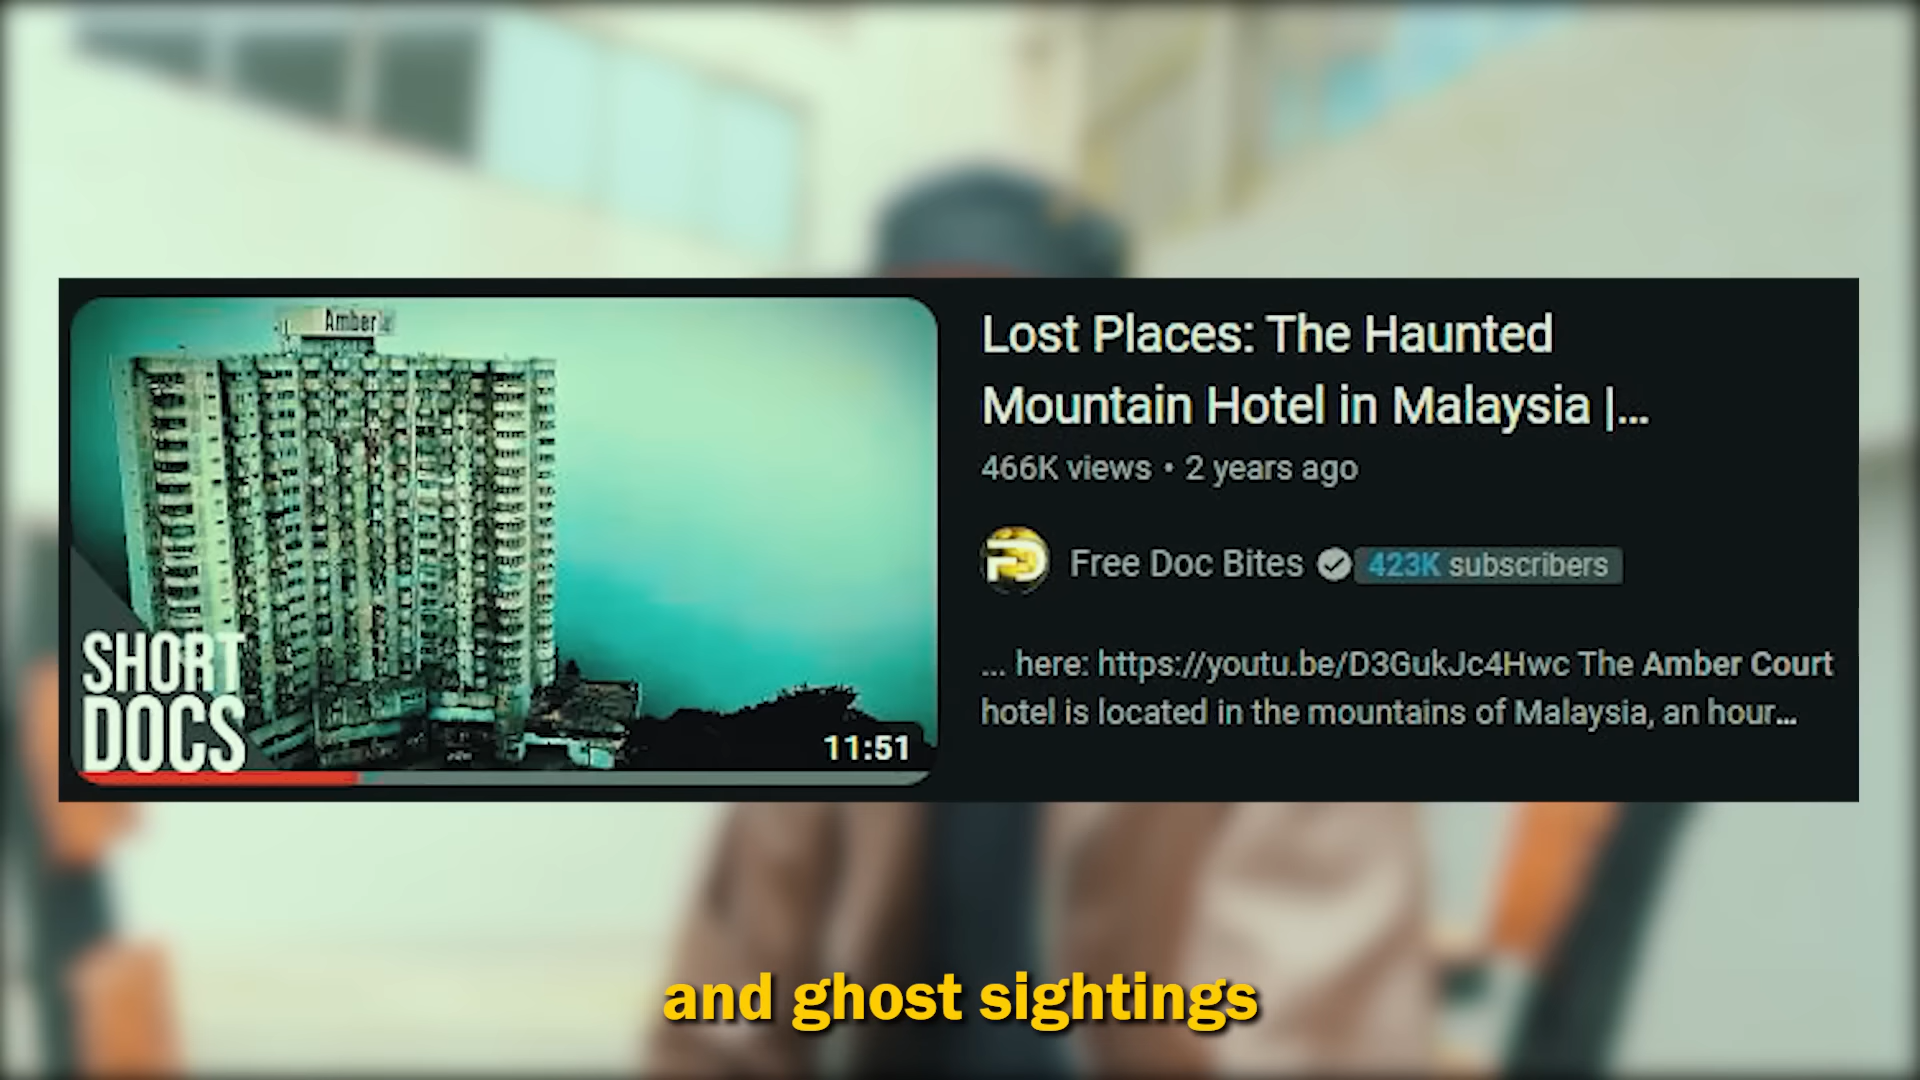 Amber
SHORT
DOCS
11:51
Lost Places: The Haunted
Mountain Hotel in Malaysia |...
466K views • 2 years ago
Free Doc Bites 423K subscribers
... here: https://youtu.be/D3GukJc4Hwc The Amber Court
hotel is located in the mountains of Malaysia, an hour...
and ghost sightings